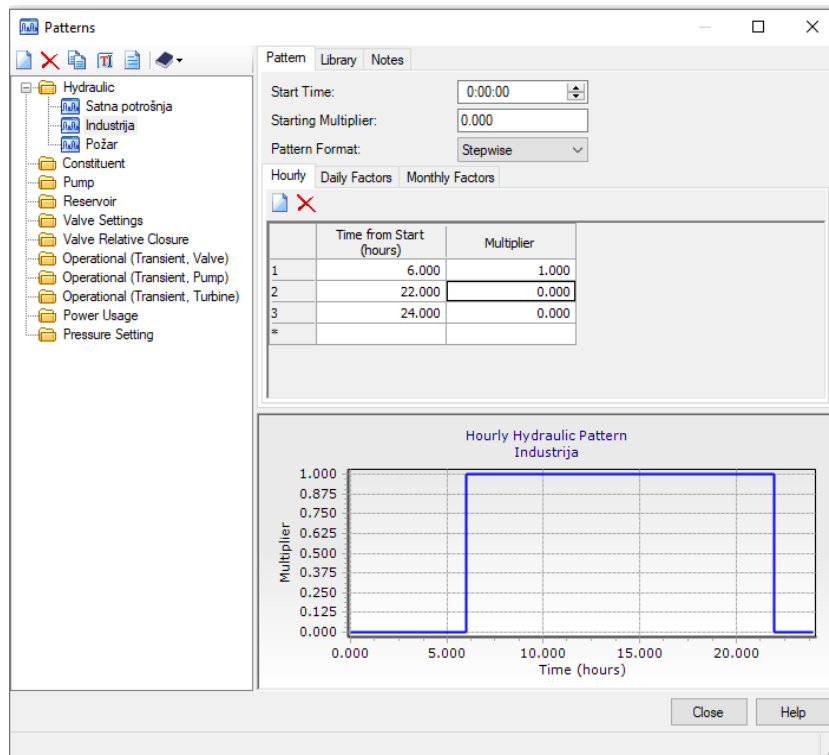 Patterns
Hydraulic
Satna potrošnja
Industrija
Požar
Constituent
Pump
Reservoir
Valve Settings
Valve Relative Closure
Operational (Transient, Valve)
Operational (Transient, Pump)
Operational (Transient, Turbine)
Power Usage
Pressure Setting
Pattern Library Notes
Start Time: 0:00:00
Starting Multiplier: 0.000
Pattern Format: Stepwise
Hourly Daily Factors Monthly Factors
Time from Start
(hours) Multiplier
1 6.000 1.000
2 22.000 0.000
3 24.000 0.000
*
Hourly Hydraulic Pattern
Industrija
1.000
0.875
0.750
0.625
0.500
0.375
0.250
0.125
0.000
Multiplier
0.000 5.000 10.000 15.000 20.000
Time (hours)
Close Help